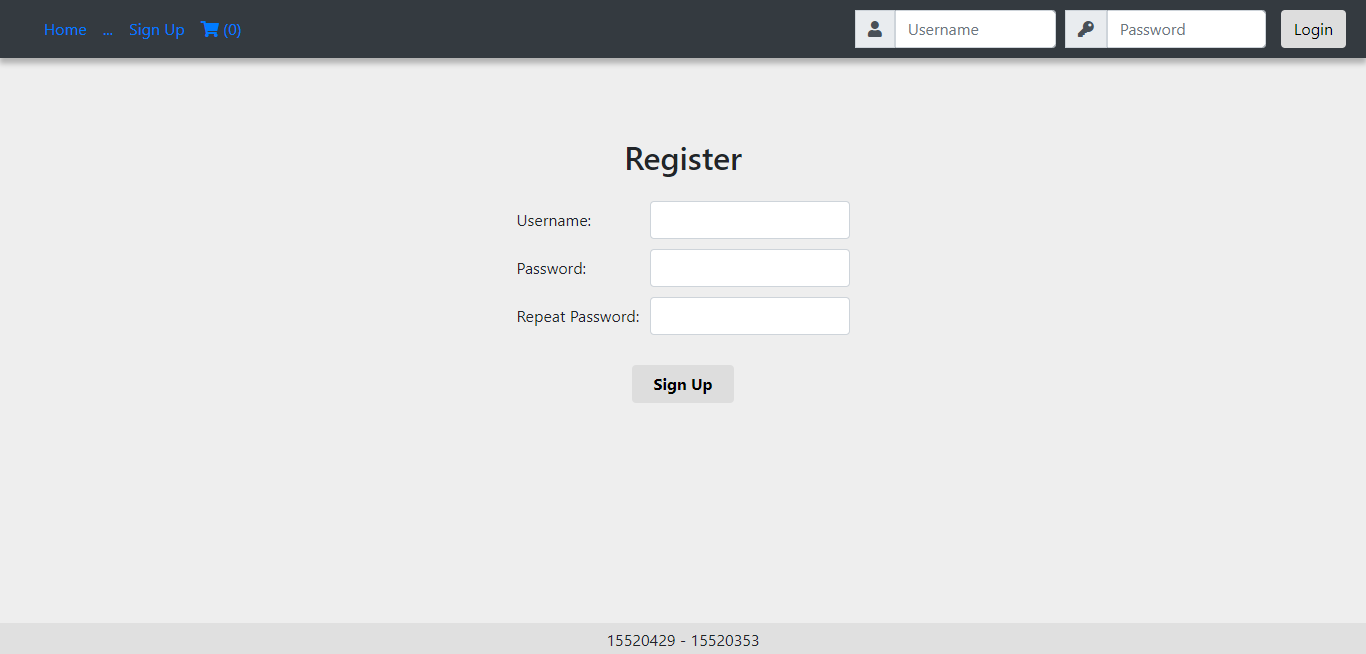 Home ... Sign Up (0) Username Password Login
Register
Username:
Password:
Repeat Password:
Sign Up
15520429 - 15520353